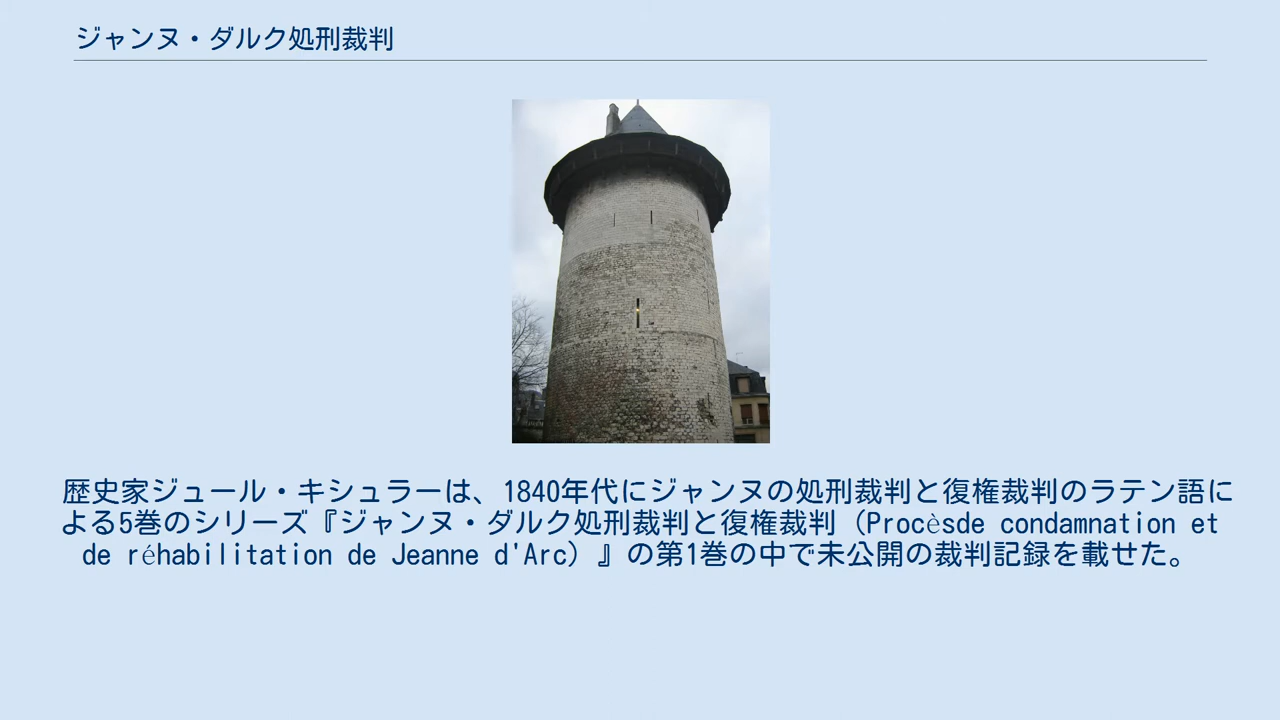 ジャンヌ・ダルク処刑裁判
歴史家ジュール・キシュラーは、1840年代にジャンヌの処刑裁判と復権裁判のラテン語に
よる5巻のシリーズ『ジャンヌ・ダルク処刑裁判と復権裁判（Procèsde condamnation et
de réhabilitation de Jeanne d'Arc）』の第1巻の中で未公開の裁判記録を載せた。